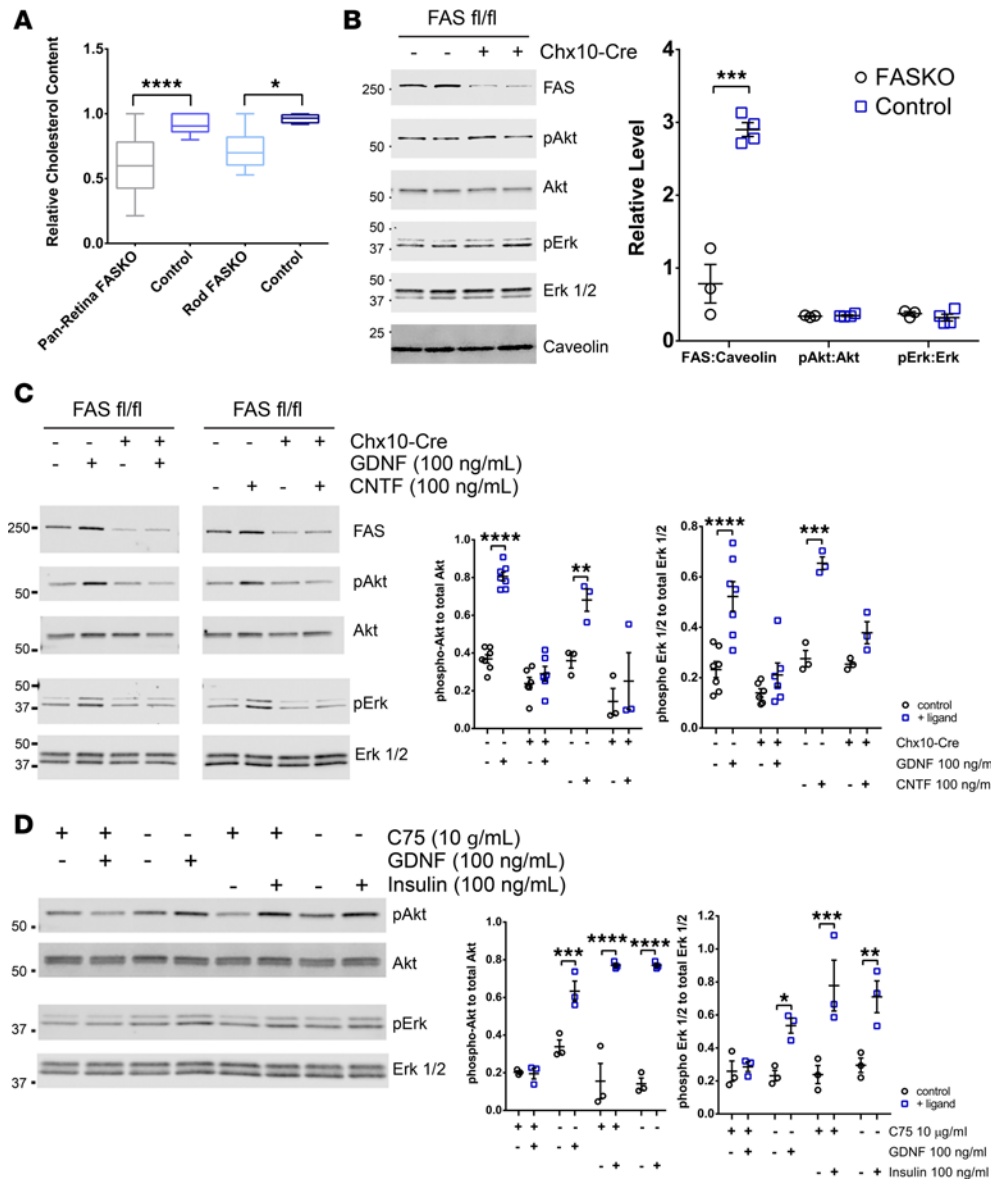 A
Relative Cholesterol Content
1.5
1.0
0.5
0.0
**** *
Pan-Retina FASKO
Control
Rod FASKO
Control
B
FAS fl/fl
- - + + Chx10-Cre
250 FAS
50 pAkt
50 Akt
50
37 pErk
50
37 Erk 1/2
25
Caveolin
Relative Level
4
3
2
1
0
***
FASKO
Control
FAS:Caveolin pAkt:Akt pErk:Erk
C
FAS fl/fl FAS fl/fl
- - + + - - + + Chx10-Cre
- + - + GDNF (100 ng/mL)
- + - + CNTF (100 ng/mL)
250 FAS
50 pAkt
50 Akt
50
37 pErk
50
37 Erk 1/2
phospho-Akt to total Akt
1.0
0.8
0.6
0.4
0.2
0.0
**** **
- - + + - - + +
- + - +
- + - +
phospho Erk 1/2 to total Erk 1/2
0.8
0.6
0.4
0.2
0.0
**** ***
control
+ ligand
- - + + - - + + Chx10-Cre
- + - + GDNF 100 ng/m
- + - + CNTF 100 ng/m
D
+ + - - + + - - C75 (10 g/mL)
- + - + GDNF (100 ng/mL)
- + - + Insulin (100 ng/mL)
50 pAkt
50 Akt
37 pErk
37 Erk 1/2
phospho-Akt to total Akt
1.0
0.8
0.6
0.4
0.2
0.0
*** **** ****
+ + - - + + - -
- + - +
- + - +
phospho Erk 1/2 to total Erk 1/2
1.2
1.0
0.8
0.6
0.4
0.2
0.0
* *** **
control
+ ligand
+ + - - + + - - C75 10 μg/ml
- + - + GDNF 100 ng/ml
- + - + Insulin 100 ng/ml